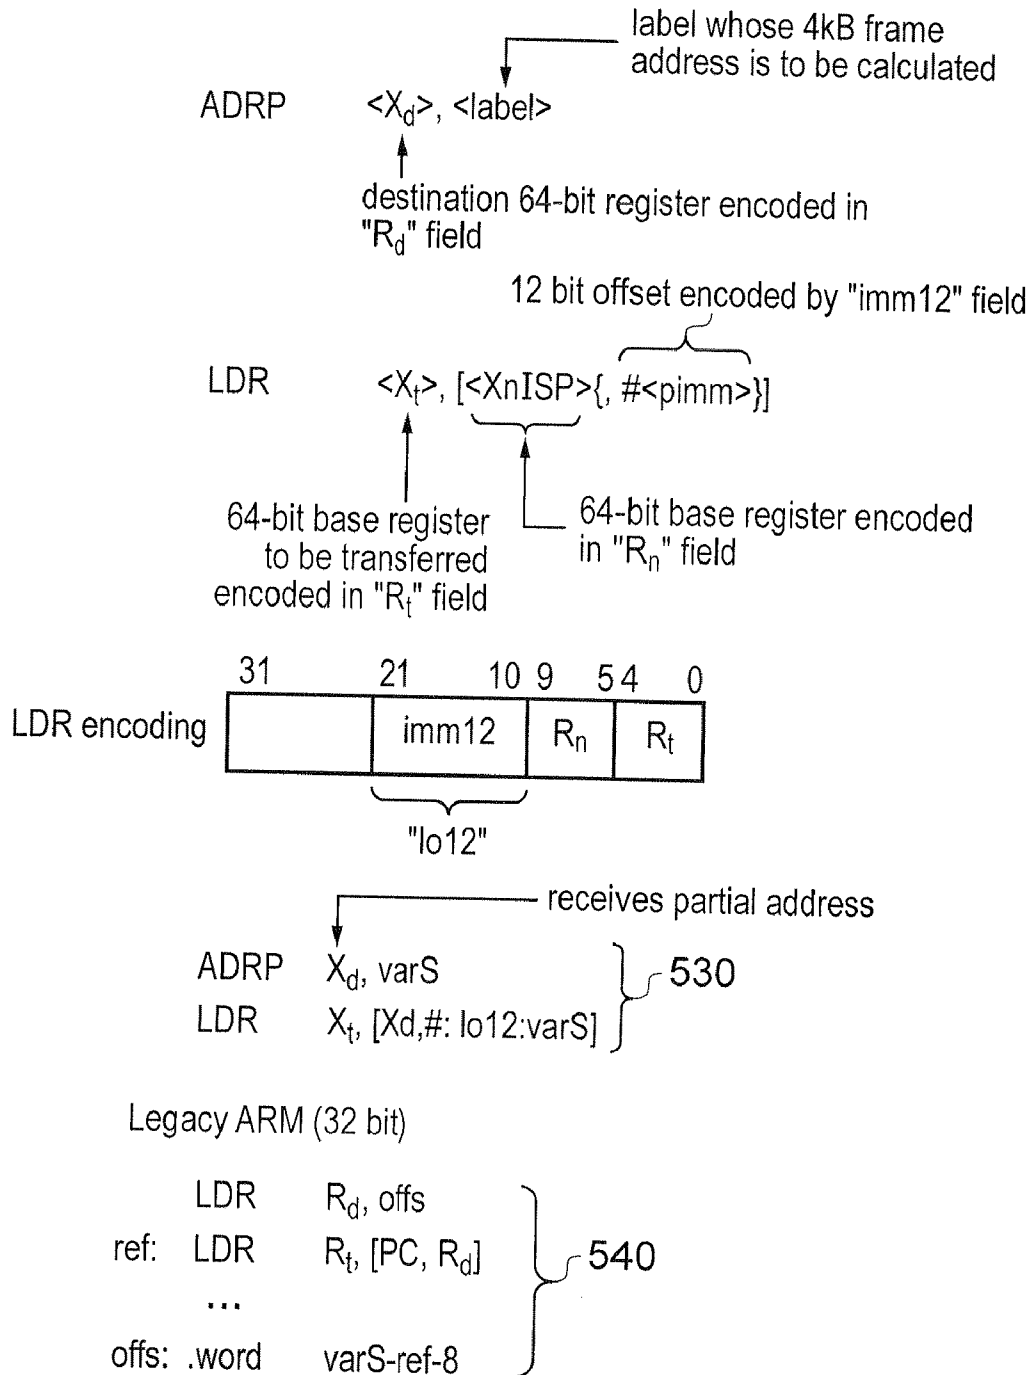 label whose 4kB frame
address is to be calculated
ADRP <Xd>, <label>
destination 64-bit register encoded in
"Rd" field
12 bit offset encoded by "imm12" field
LDR <Xt>, [<XnISP>{, #<pimm>}]
64-bit base register
to be transferred
encoded in "Rt" field
64-bit base register encoded
in "Rn" field
31 21 10 9 5 4 0
LDR encoding imm12 Rn Rt
"lo12"
receives partial address
ADRP Xd, varS
530
LDR Xt, [Xd,#: lo12:varS]
Legacy ARM (32 bit)
LDR Rd, offs
ref: LDR Rt, [PC, Rd]
540
...
offs: .word varS-ref-8